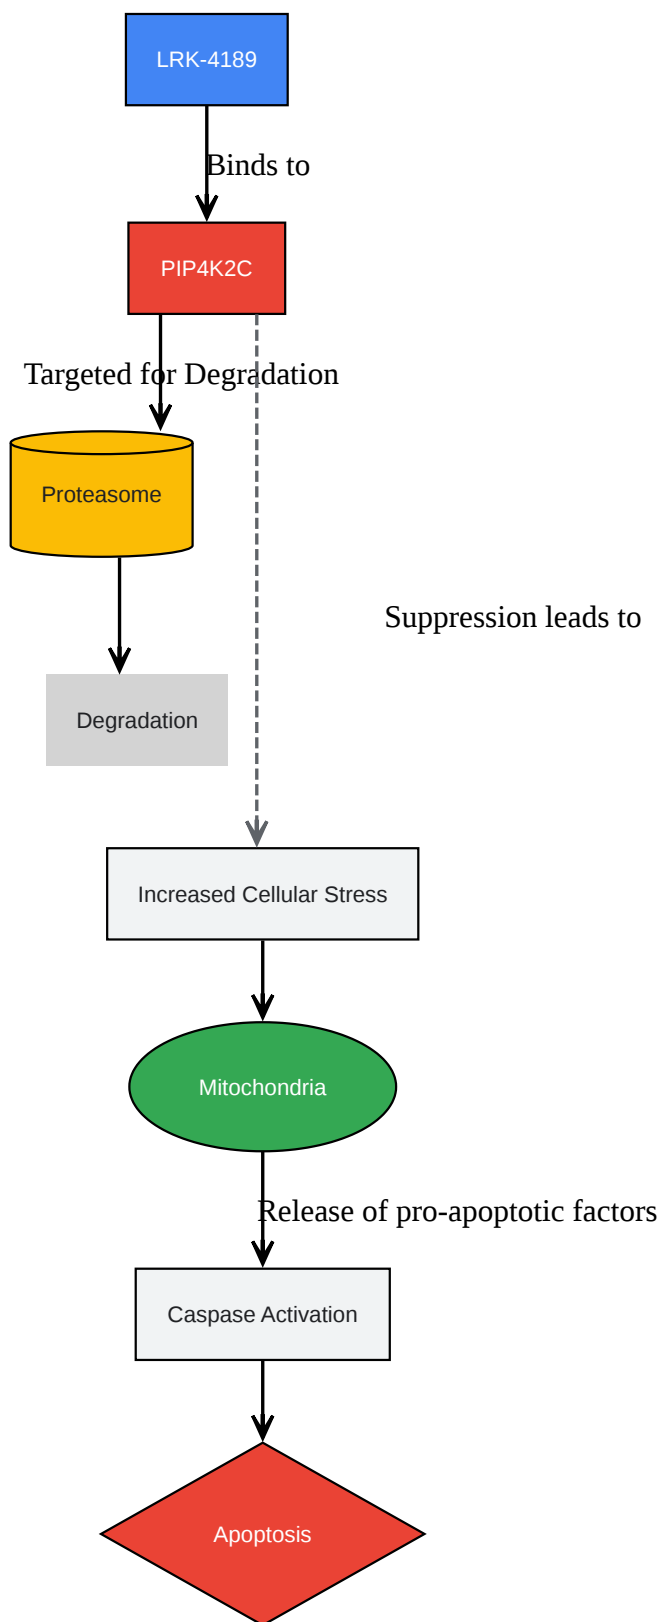 LRK-4189
Binds to
PIP4K2C
Targeted for Degradation
Proteasome
Suppression leads to
Degradation
Increased Cellular Stress
Mitochondria
Release of pro-apoptotic factors
Caspase Activation
Apoptosis